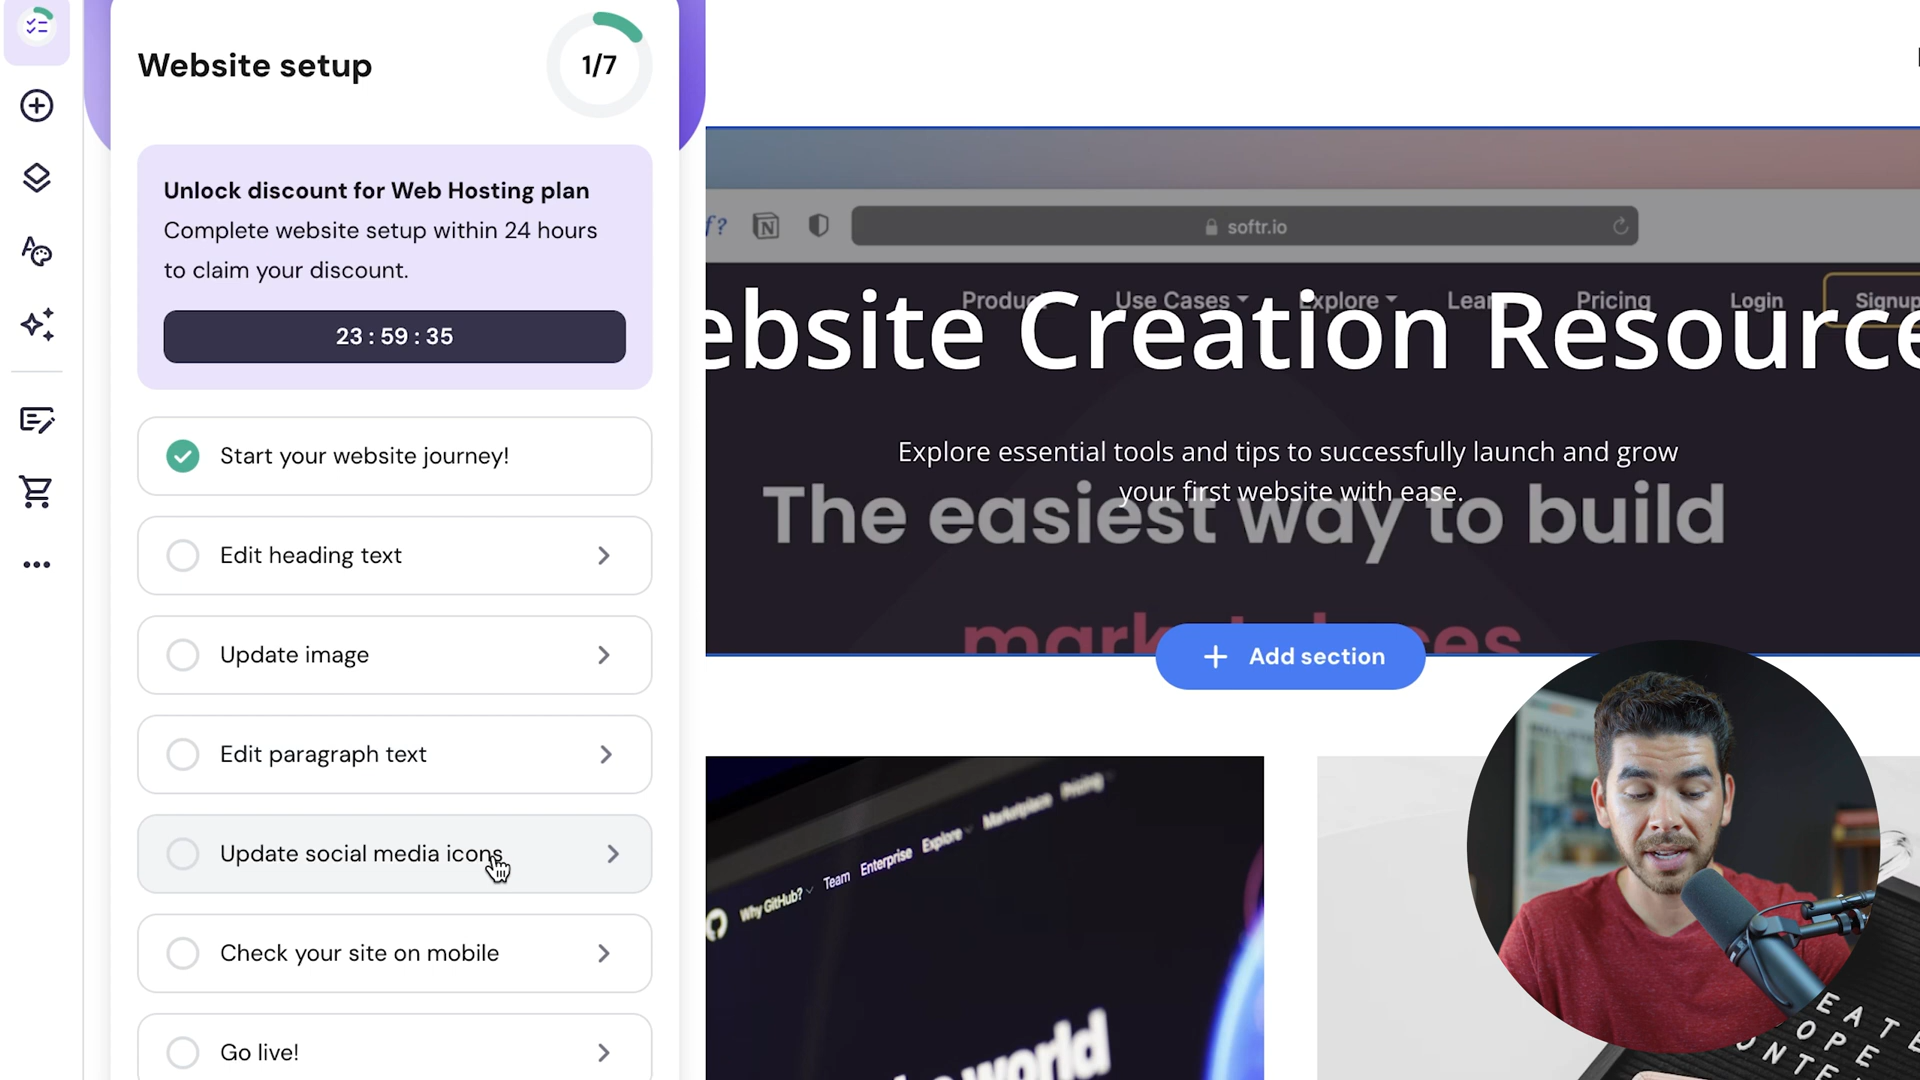 Website setup
1/7
Unlock discount for Web Hosting plan
Complete website setup within 24 hours
to claim your discount.
23 : 59 : 35
Start your website journey!
Edit heading text
Update image
Edit paragraph text
Update social media icons
Check your site on mobile
Go live!
f?
softr.io
Use Cases
Explore
Pricing
Login
Signup
ebsite Creation Resource
Explore essential tools and tips to successfully launch and grow
your first website with ease.
The easiest way to build
Add section
Why GitHub?
Team
Enterprise
Explore
Marketplace
Pricing
world